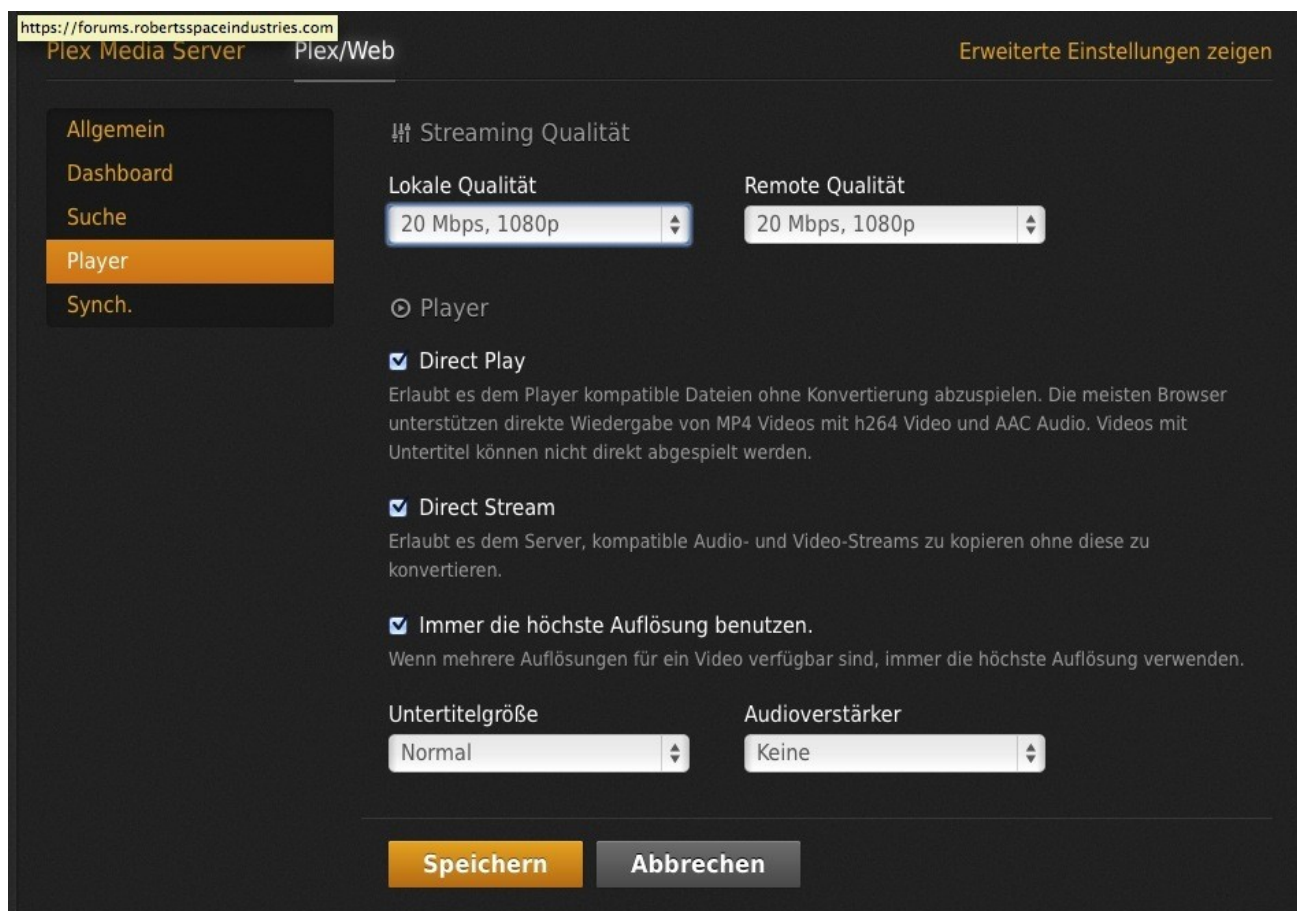 https://forums.robertsspaceindustries.com
Plex Media Server Plex/Web Erweiterte Einstellungen zeigen
Allgemein
Dashboard
Suche
Player
Synch.
Streaming Qualität
Lokale Qualität Remote Qualität
20 Mbps, 1080p 20 Mbps, 1080p
Player
Direct Play
Erlaubt es dem Player kompatible Dateien ohne Konvertierung abzuspielen. Die meisten Browser
unterstützen direkte Wiedergabe von MP4 Videos mit h264 Video und AAC Audio. Videos mit
Untertitel können nicht direkt abgespielt werden.
Direct Stream
Erlaubt es dem Server, kompatible Audio- und Video-Streams zu kopieren ohne diese zu
konvertieren.
Immer die höchste Auflösung benutzen.
Wenn mehrere Auflösungen für ein Video verfügbar sind, immer die höchste Auflösung verwenden.
Untertitelgröße Audioverstärker
Normal Keine
Speichern Abbrechen